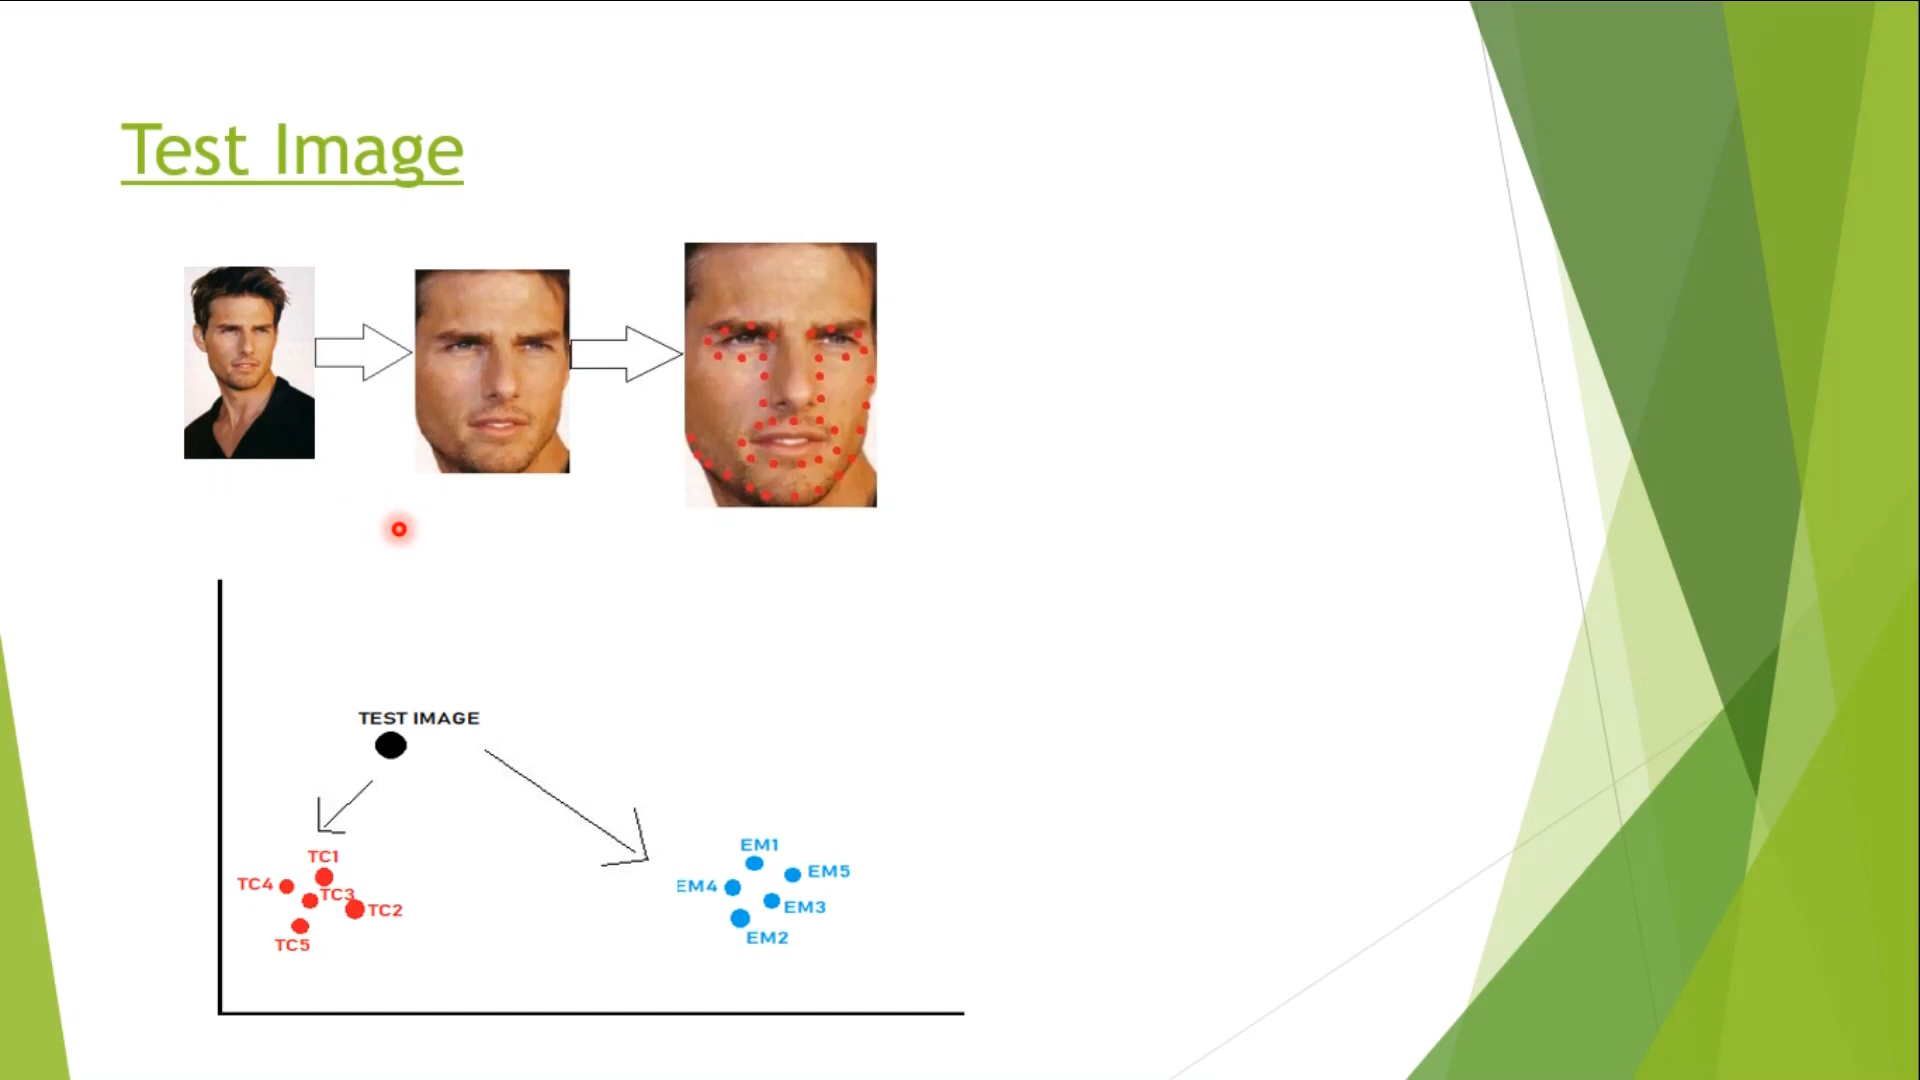 Test Image
TEST IMAGE
TC1
TC4
TC3
TC2
TC5
EM1
EM5
EM4
EM3
EM2